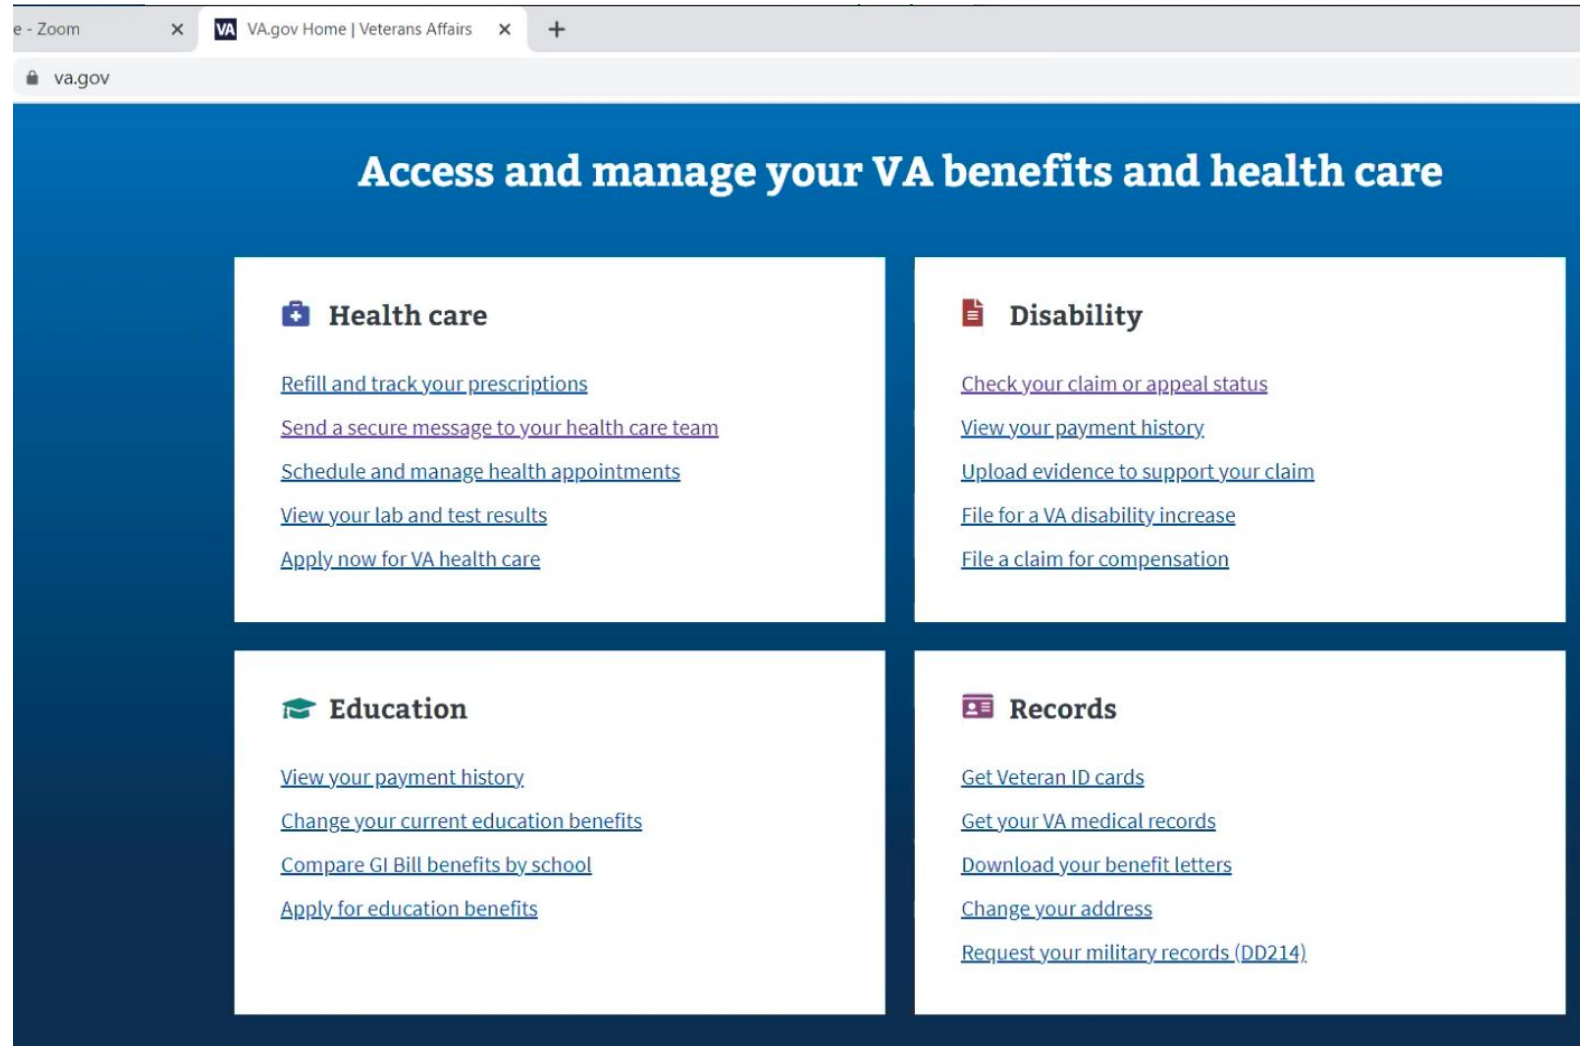 e - Zoom
VA VA.gov Home | Veterans Affairs
va.gov
Access and manage your VA benefits and health care
Health care
Refill and track your prescriptions
Send a secure message to your health care team
Schedule and manage health appointments
View your lab and test results
Apply now for VA health care
Disability
Check your claim or appeal status
View your payment history
Upload evidence to support your claim
File for a VA disability increase
File a claim for compensation
Education
View your payment history
Change your current education benefits
Compare GI Bill benefits by school
Apply for education benefits
Records
Get Veteran ID cards
Get your VA medical records
Download your benefit letters
Change your address
Request your military records (DD214)